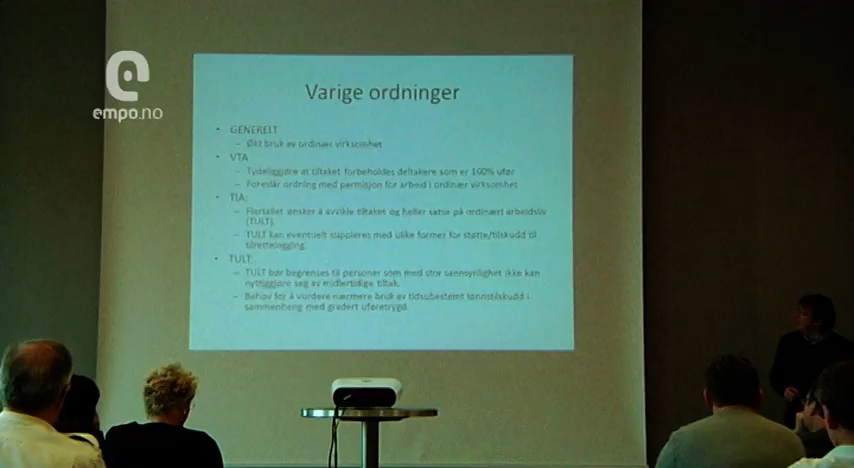 empo.no
Varige ordninger
• GENERELT
– Økt bruk av ordinær virksomhet
• VTA
– Tydeliggjøre at tiltaket forbeholdes deltakere som er 100% ufør
– Foreslår ordning med permisjon for arbeid i ordinær virksomhet
• TIA:
– Flertallet ønsker å avvikle tiltaket og heller satse på ordinært arbeidsliv
(TULT).
– TULT kan eventuelt suppleres med ulike former for støtte/tilskudd til
tilrettelegging.
• TULT:
– TULT bør begrenses til personer som med stor sannsynlighet ikke kan
nyttiggjøre seg av midlertidige tiltak.
– Behov for å vurdere nærmere bruk av tidsubestemt lønnstilskudd i
sammenheng med gradert uføretrygd.